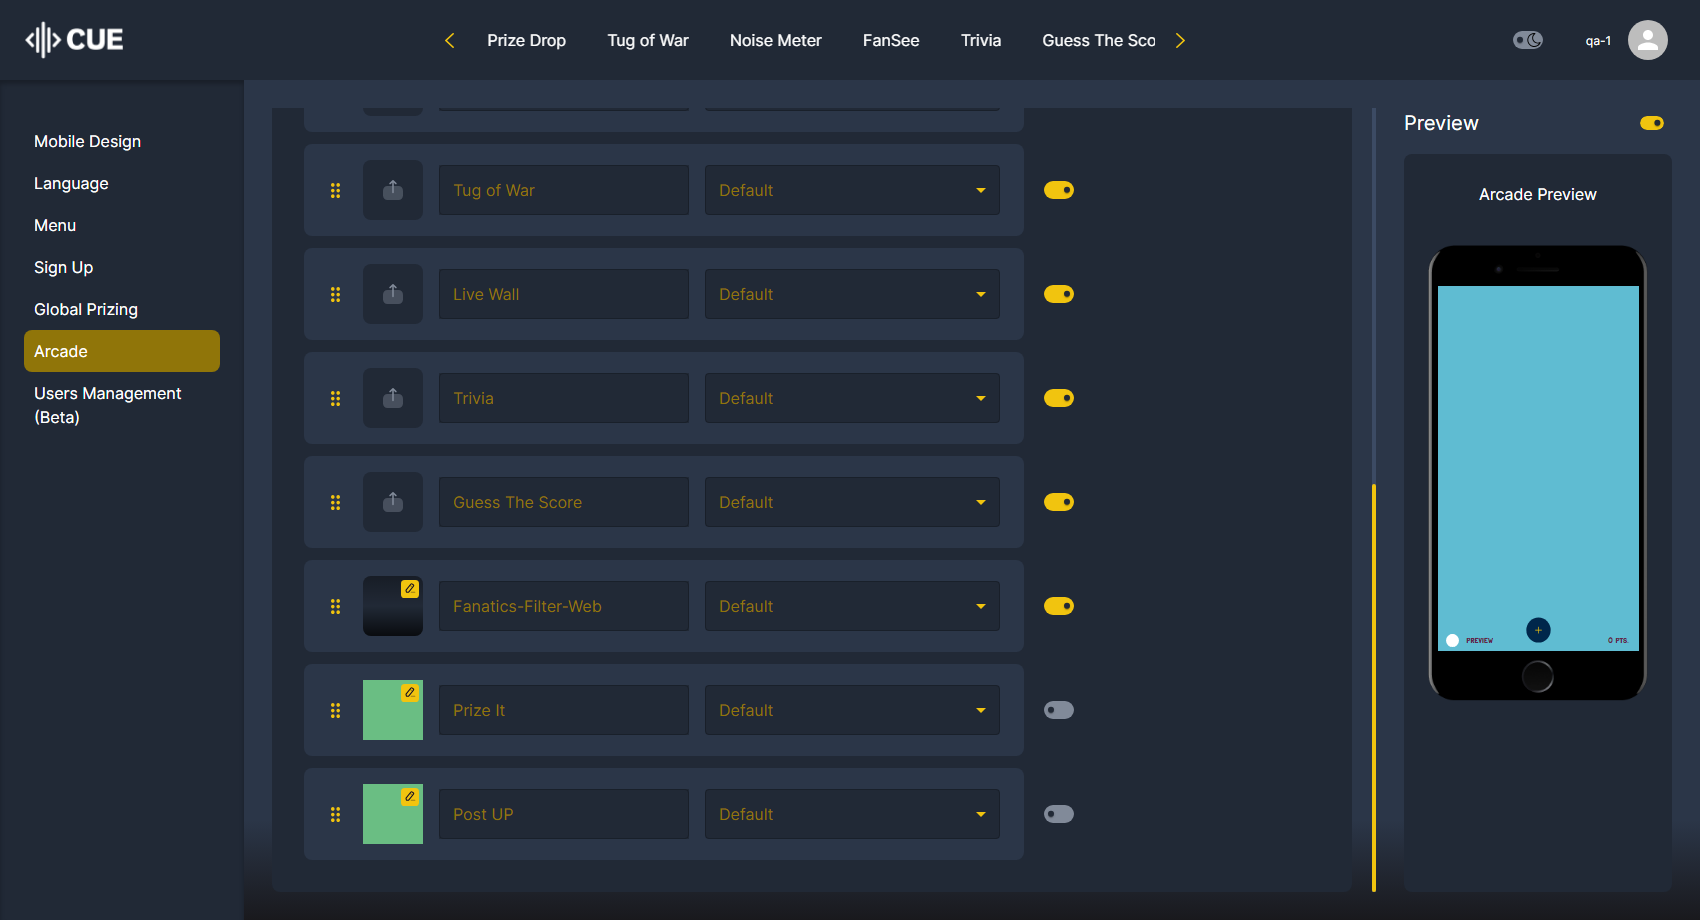 CUE
Prize Drop
Tug of War
Noise Meter
FanSee
Trivia
Guess The Sco
qa-1
Mobile Design
Language
Menu
Sign Up
Global Prizing
Arcade
Users Management
(Beta)
Tug of War
Default
Live Wall
Default
Trivia
Default
Guess The Score
Default
Fanatics-Filter-Web
Default
Prize It
Default
Post UP
Default
Preview
Arcade Preview
+
PREVIEW
0 PTS.